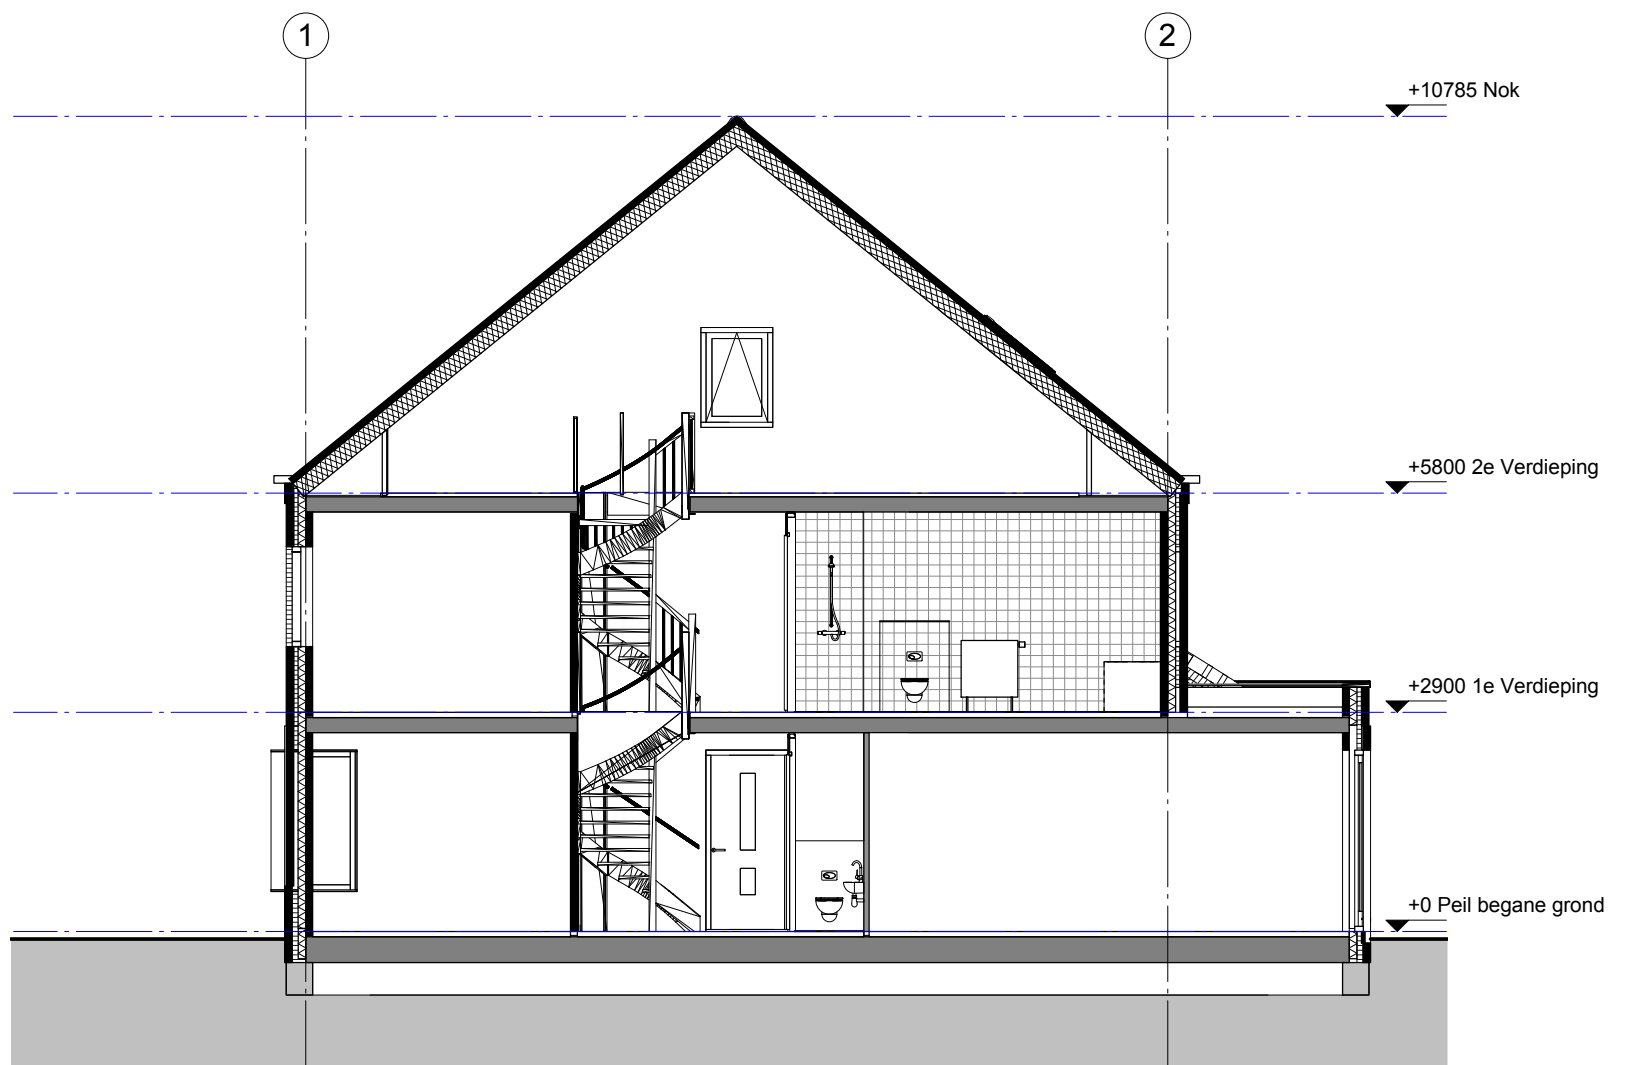 1
2
+10785 Nok
+5800 2e Verdieping
+2900 1e Verdieping
+0 Peil begane grond